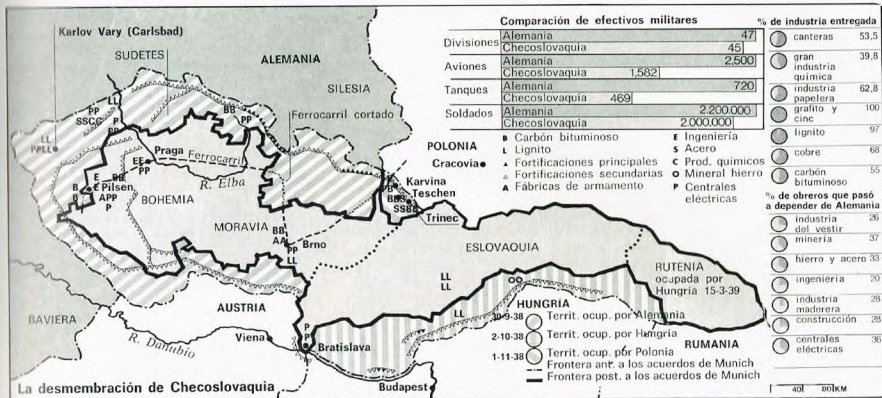 Karlov Vary (Carlsbad)
SUDETES
ALEMANIA
SILESIA
Ferrocarril cortado
POLONIA
Cracovia
Karvina
Teschen
Trinec
Praga
Ferrocarril
R. Elba
Pilsen
BOHEMIA
MORAVIA
Brno
ESLOVAQUIA
RUTENIA
ocupada por
Hungría 15-3-39
HUNGRÍA
RUMANIA
AUSTRIA
BAVIERA
R. Danubio
Viena
Bratislava
Budapest
La desmembración de Checoslovaquia
Comparación de efectivos militares
Divisiones
Alemania 47
Checoslovaquia 45
Aviones
Alemania 2,500
Checoslovaquia 1,582
Tanques
Alemania 720
Checoslovaquia 469
Soldados
Alemania 2.200.000
Checoslovaquia 2.000.000
B Carbón bituminoso
L Lignito
Fortificaciones principales
Fortificaciones secundarias
A Fábricas de armamento
E Ingeniería
S Acero
C Prod. químicos
Mineral hierro
P Centrales
eléctricas
30-9-38 Territ. ocup. por Alemania
2-10-38 Territ. ocup. por Hungría
1-11-38 Territ. ocup. por Polonia
Frontera ant. a los acuerdos de Munich
Frontera post. a los acuerdos de Munich
% de industria entregada
canteras 53,5
gran 39,8
industria
química
industria 62,8
papelera
grafito y 100
cinc
lignito 97
cobre 68
carbón 55
bituminoso
% de obreros que pasó
a depender de Alemania
industria 26
del vestir
minería 37
hierro y acero 33
ingeniería 20
industria 28
maderera
construcción 28
centrales 36
eléctricas
40 80KM